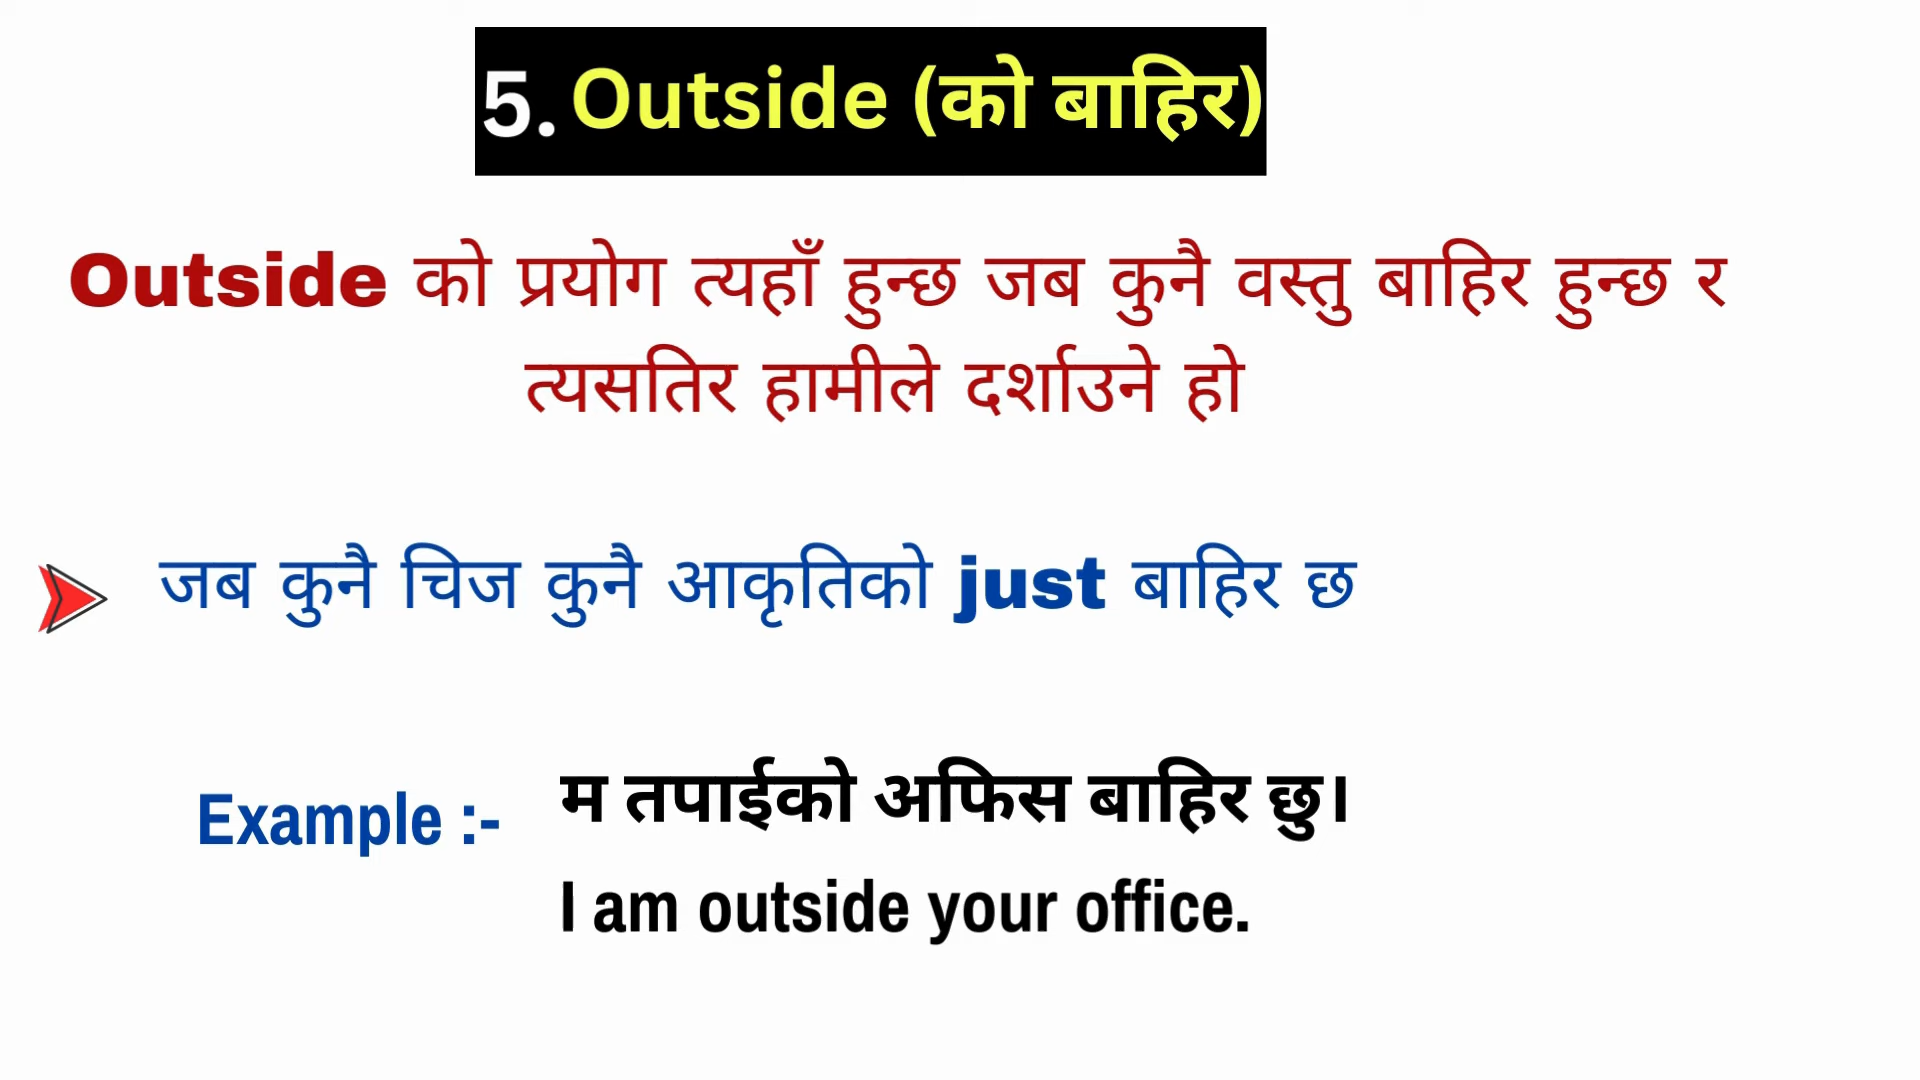 5. Outside (को बाहिर)
Outside को प्रयोग त्यहाँ हुन्छ जब कुनै वस्तु बाहिर हुन्छ र
त्यसतिर हामीले दर्शाउने हो
जब कुनै चिज कुनै आकृतिको just बाहिर छ
Example :- म तपाईको अफिस बाहिर छु।
I am outside your office.